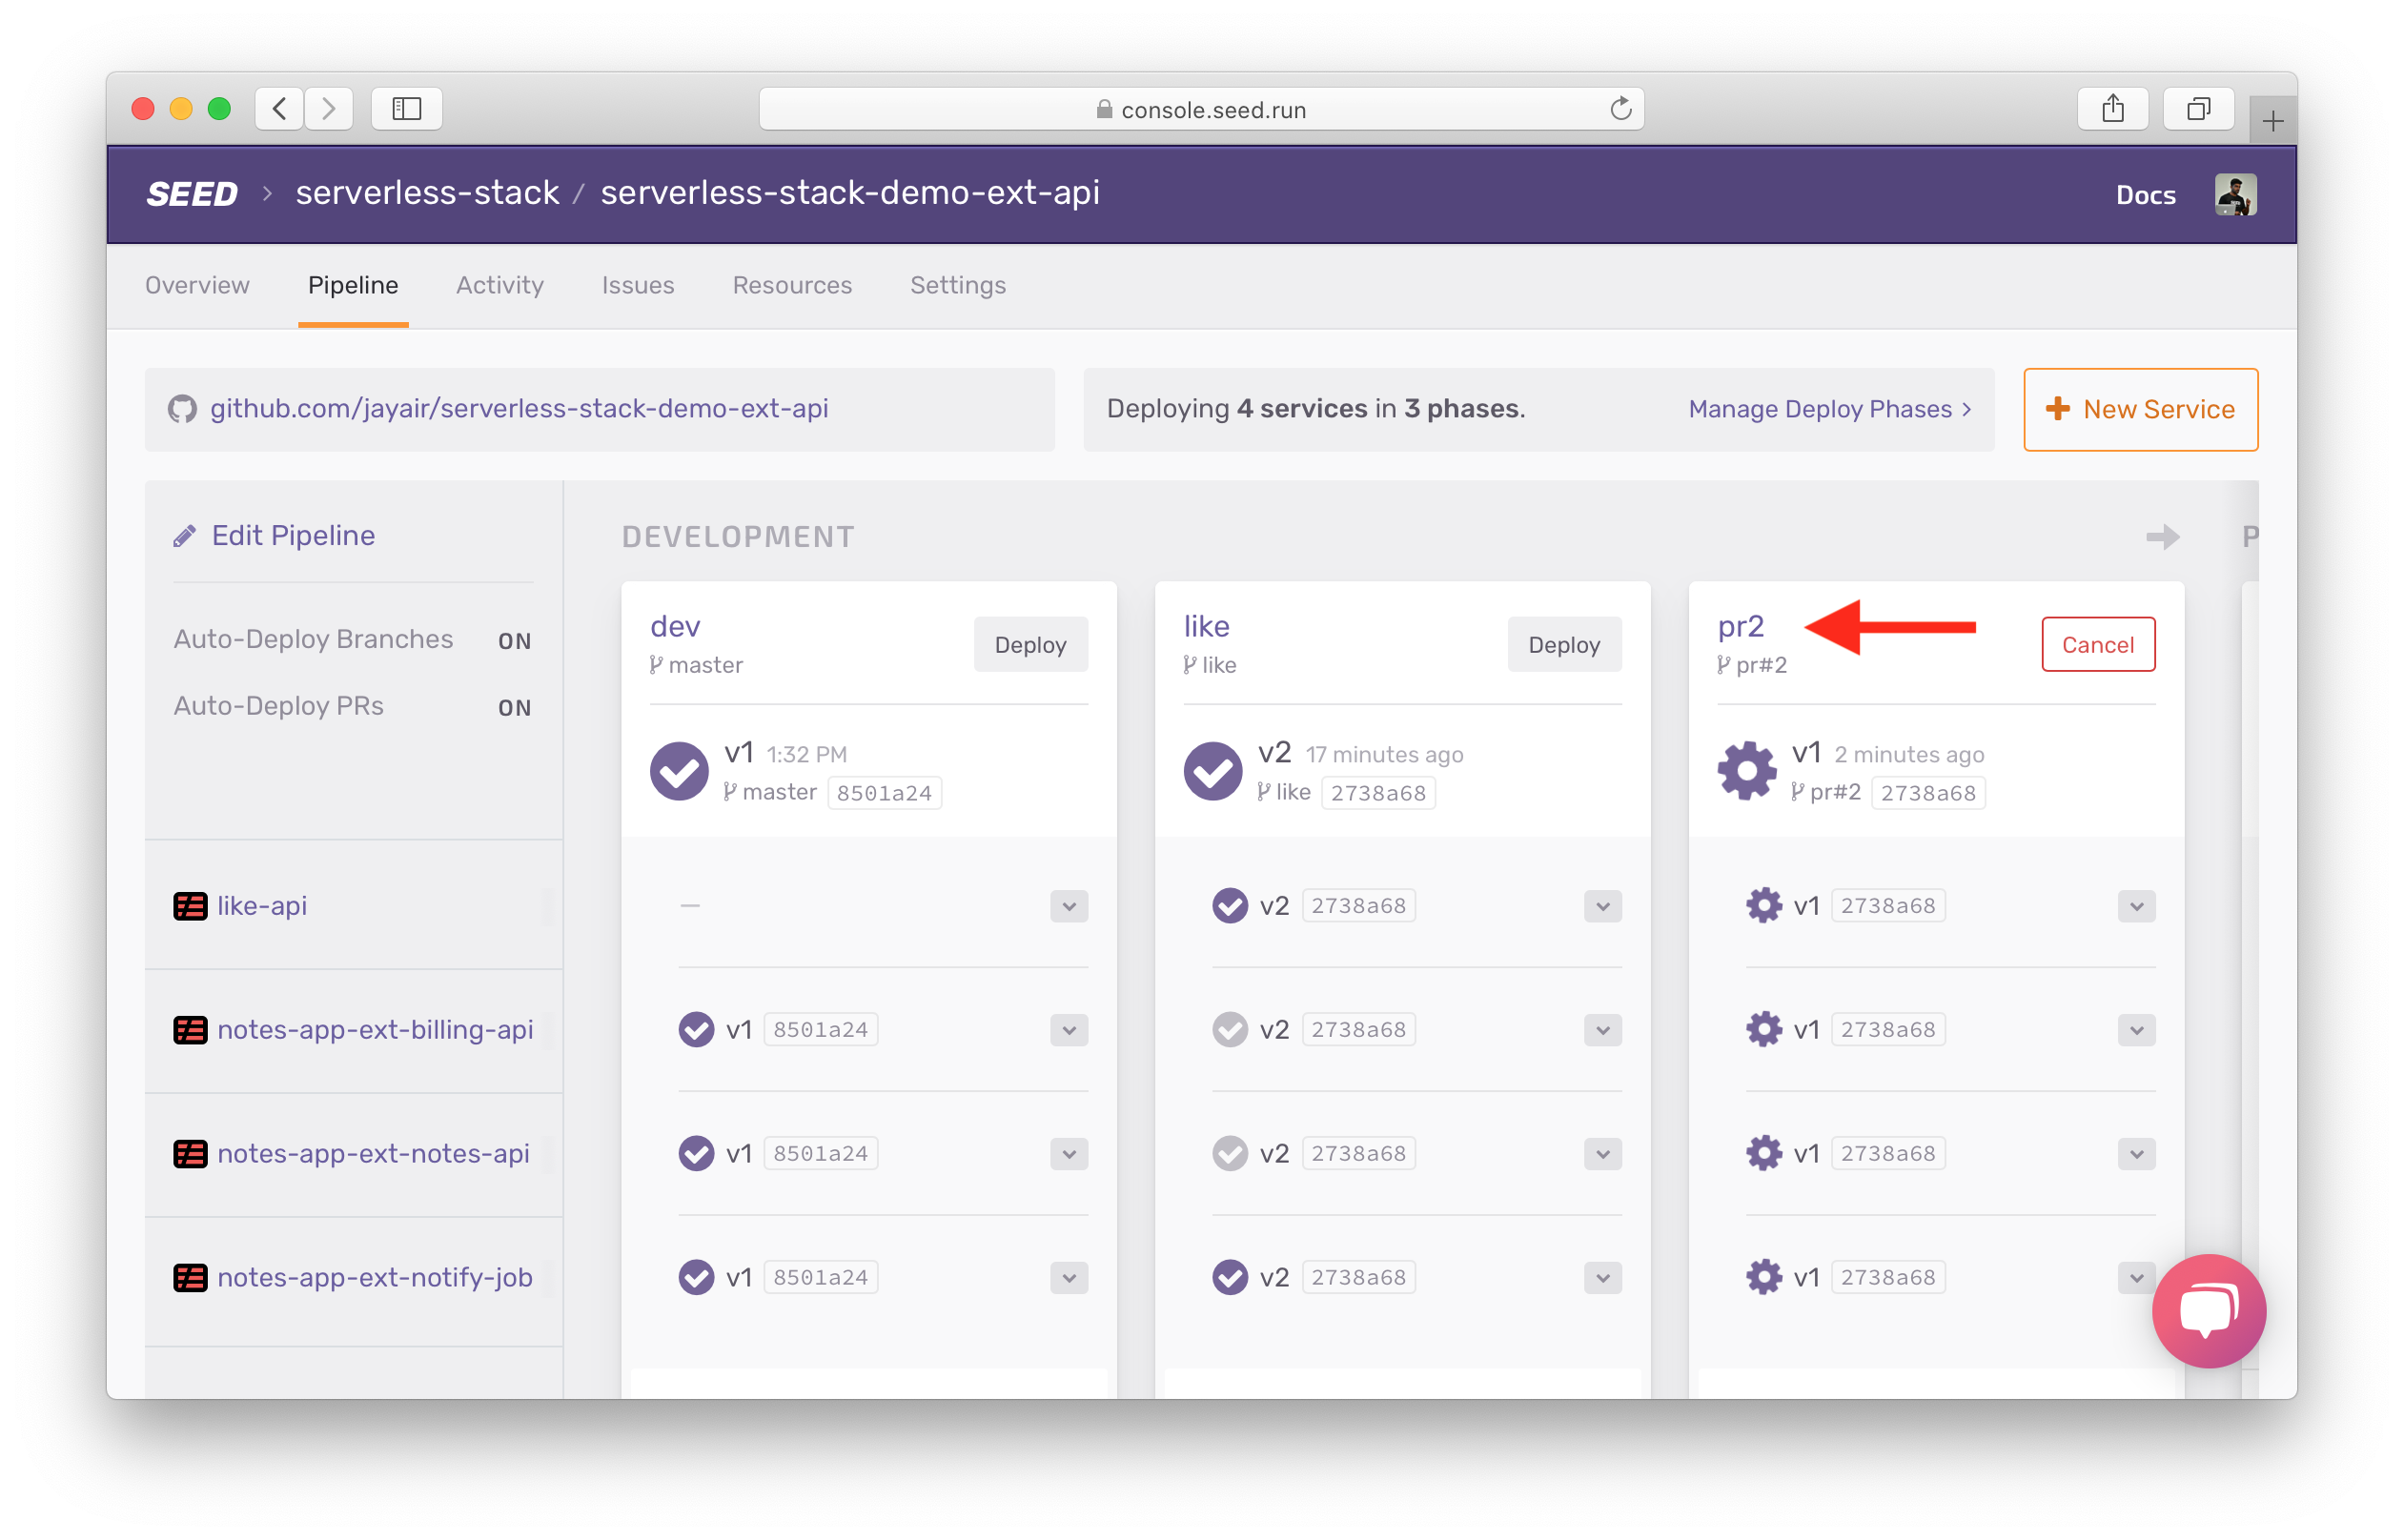 console.seed.run
SEED > serverless-stack / serverless-stack-demo-ext-api
Docs
Overview Pipeline Activity Issues Resources Settings
github.com/jayair/serverless-stack-demo-ext-api
Deploying 4 services in 3 phases.
Manage Deploy Phases >
+ New Service
Edit Pipeline
Auto-Deploy Branches ON
Auto-Deploy PRs ON
DEVELOPMENT
P
dev
master
Deploy
v1 1:32 PM
master 8501a24
like
like
Deploy
v2 17 minutes ago
like 2738a68
pr2
pr#2
Cancel
v1 2 minutes ago
pr#2 2738a68
like-api
–
v2 2738a68
v1 2738a68
notes-app-ext-billing-api
v1 8501a24
v2 2738a68
v1 2738a68
notes-app-ext-notes-api
v1 8501a24
v2 2738a68
v1 2738a68
notes-app-ext-notify-job
v1 8501a24
v2 2738a68
v1 2738a68